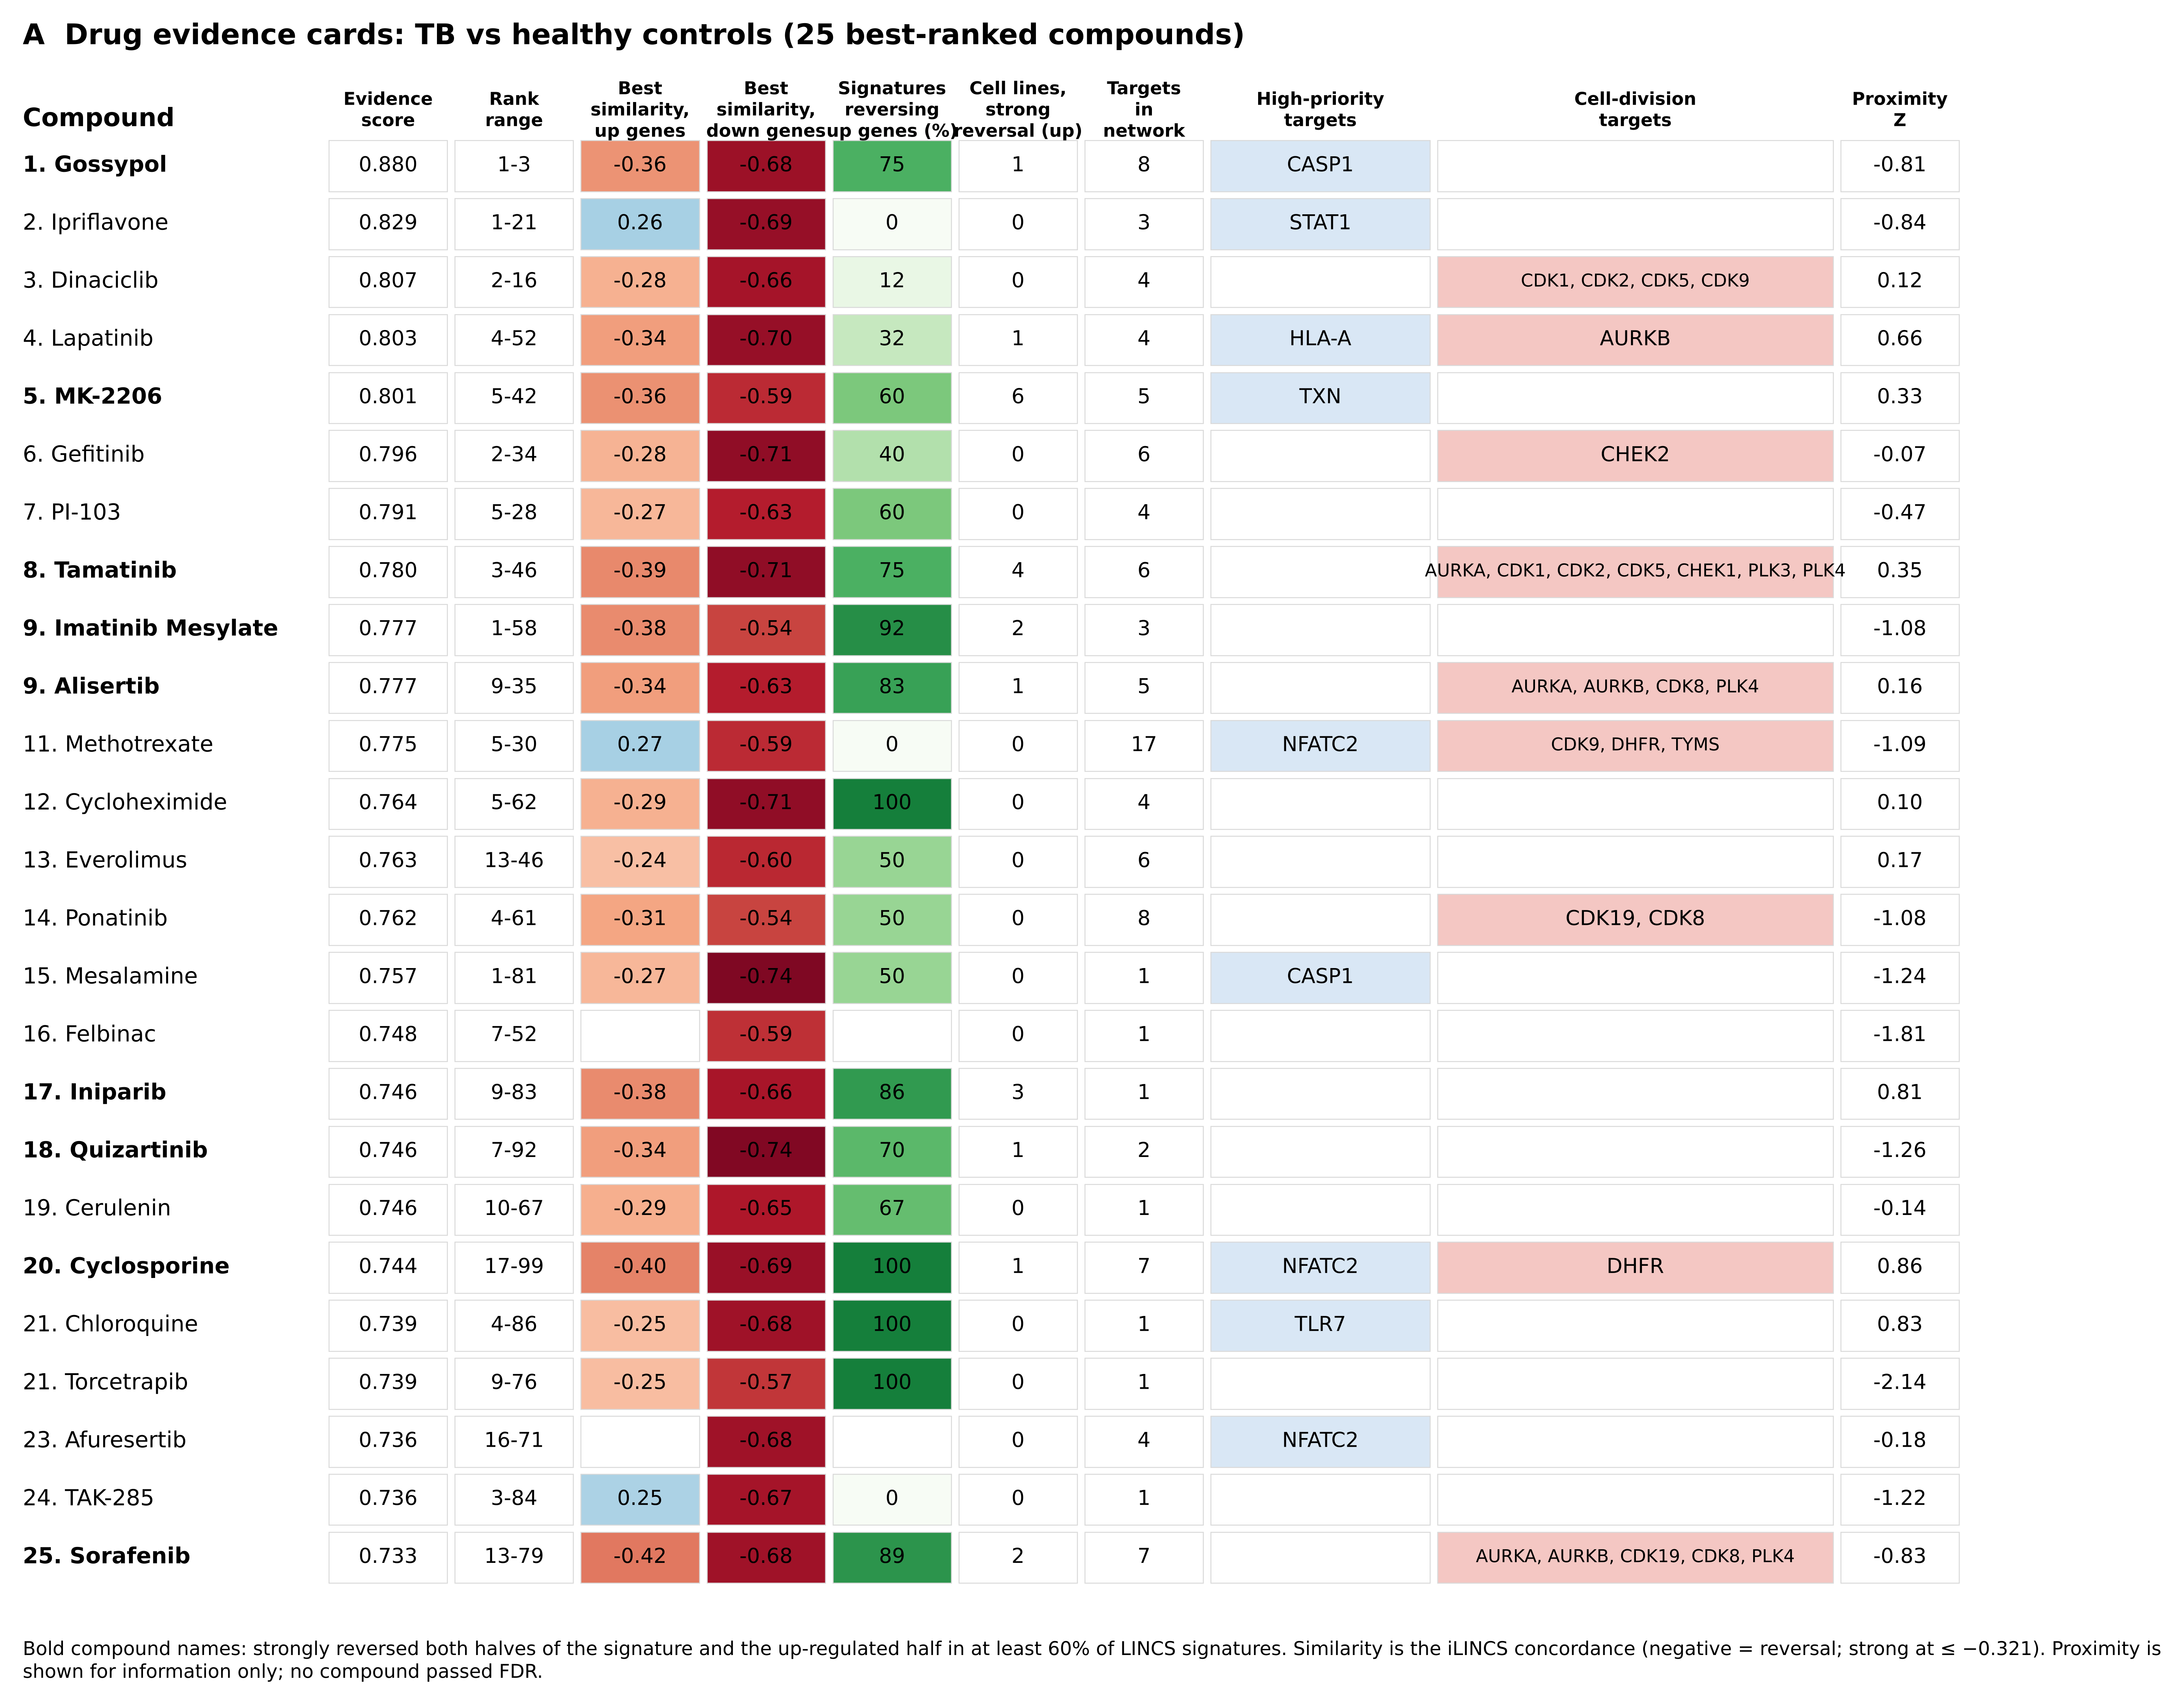 A Drug evidence cards: TB vs healthy controls (25 best-ranked compounds)
Compound
Evidence score
Rank range
Best similarity, up genes
Best similarity, down genes
Signatures reversing up genes (%)
Cell lines, strong reversal (up)
Targets in network
High-priority targets
Cell-division targets
Proximity Z
1. Gossypol 0.880 1-3 -0.36 -0.68 75 1 8 CASP1 -0.81
2. Ipriflavone 0.829 1-21 0.26 -0.69 0 0 3 STAT1 -0.84
3. Dinaciclib 0.807 2-16 -0.28 -0.66 12 0 4 CDK1, CDK2, CDK5, CDK9 0.12
4. Lapatinib 0.803 4-52 -0.34 -0.70 32 1 4 HLA-A AURKB 0.66
5. MK-2206 0.801 5-42 -0.36 -0.59 60 6 5 TXN 0.33
6. Gefitinib 0.796 2-34 -0.28 -0.71 40 0 6 CHEK2 -0.07
7. PI-103 0.791 5-28 -0.27 -0.63 60 0 4 -0.47
8. Tamatinib 0.780 3-46 -0.39 -0.71 75 4 6 AURKA, CDK1, CDK2, CDK5, CHEK1, PLK3, PLK4 0.35
9. Imatinib Mesylate 0.777 1-58 -0.38 -0.54 92 2 3 -1.08
9. Alisertib 0.777 9-35 -0.34 -0.63 83 1 5 AURKA, AURKB, CDK8, PLK4 0.16
11. Methotrexate 0.775 5-30 0.27 -0.59 0 0 17 NFATC2 CDK9, DHFR, TYMS -1.09
12. Cycloheximide 0.764 5-62 -0.29 -0.71 100 0 4 0.10
13. Everolimus 0.763 13-46 -0.24 -0.60 50 0 6 0.17
14. Ponatinib 0.762 4-61 -0.31 -0.54 50 0 8 CDK19, CDK8 -1.08
15. Mesalamine 0.757 1-81 -0.27 -0.74 50 0 1 CASP1 -1.24
16. Felbinac 0.748 7-52 -0.59 0 1 -1.81
17. Iniparib 0.746 9-83 -0.38 -0.66 86 3 1 0.81
18. Quizartinib 0.746 7-92 -0.34 -0.74 70 1 2 -1.26
19. Cerulenin 0.746 10-67 -0.29 -0.65 67 0 1 -0.14
20. Cyclosporine 0.744 17-99 -0.40 -0.69 100 1 7 NFATC2 DHFR 0.86
21. Chloroquine 0.739 4-86 -0.25 -0.68 100 0 1 TLR7 0.83
21. Torcetrapib 0.739 9-76 -0.25 -0.57 100 0 1 -2.14
23. Afuresertib 0.736 16-71 -0.68 0 4 NFATC2 -0.18
24. TAK-285 0.736 3-84 0.25 -0.67 0 0 1 -1.22
25. Sorafenib 0.733 13-79 -0.42 -0.68 89 2 7 AURKA, AURKB, CDK19, CDK8, PLK4 -0.83
Bold compound names: strongly reversed both halves of the signature and the up-regulated half in at least 60% of LINCS signatures. Similarity is the iLINCS concordance (negative = reversal; strong at ≤ −0.321). Proximity is
shown for information only; no compound passed FDR.